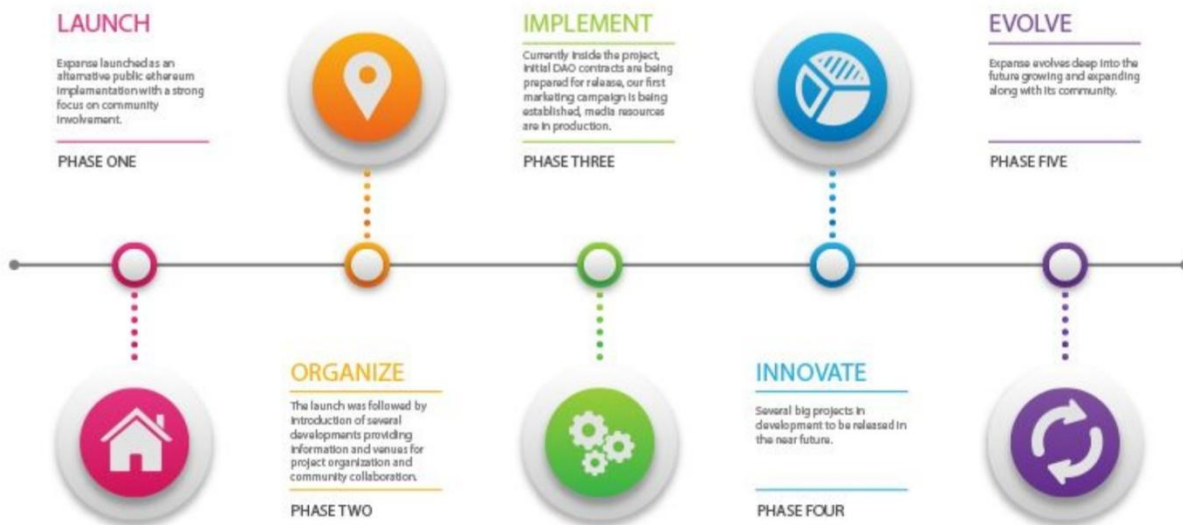 LAUNCH
Expanse launched as an
alternative public ethereum
implementation with a strong
focus on community
involvement.
PHASE ONE
ORGANIZE
The launch was followed by
introduction of several
developments providing
information and venues for
project organization and
community collaboration.
PHASE TWO
IMPLEMENT
Currently inside the project,
initial DAO contracts are being
prepared for release, our first
marketing campaign is being
established, media resources
are in production.
PHASE THREE
INNOVATE
Several big projects in
development to be released in
the near future.
PHASE FOUR
EVOLVE
Expanse evolves deep into the
future growing and expanding
along with its community.
PHASE FIVE